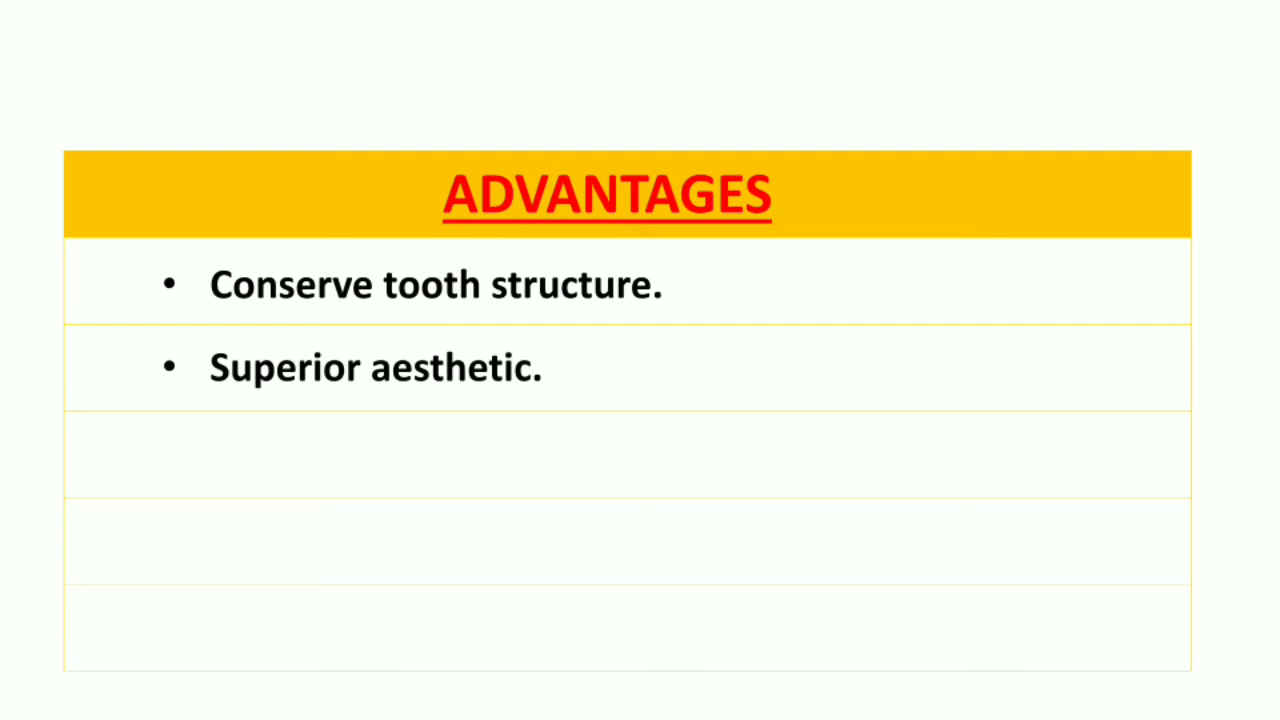 ADVANTAGES
• Conserve tooth structure.
• Superior aesthetic.